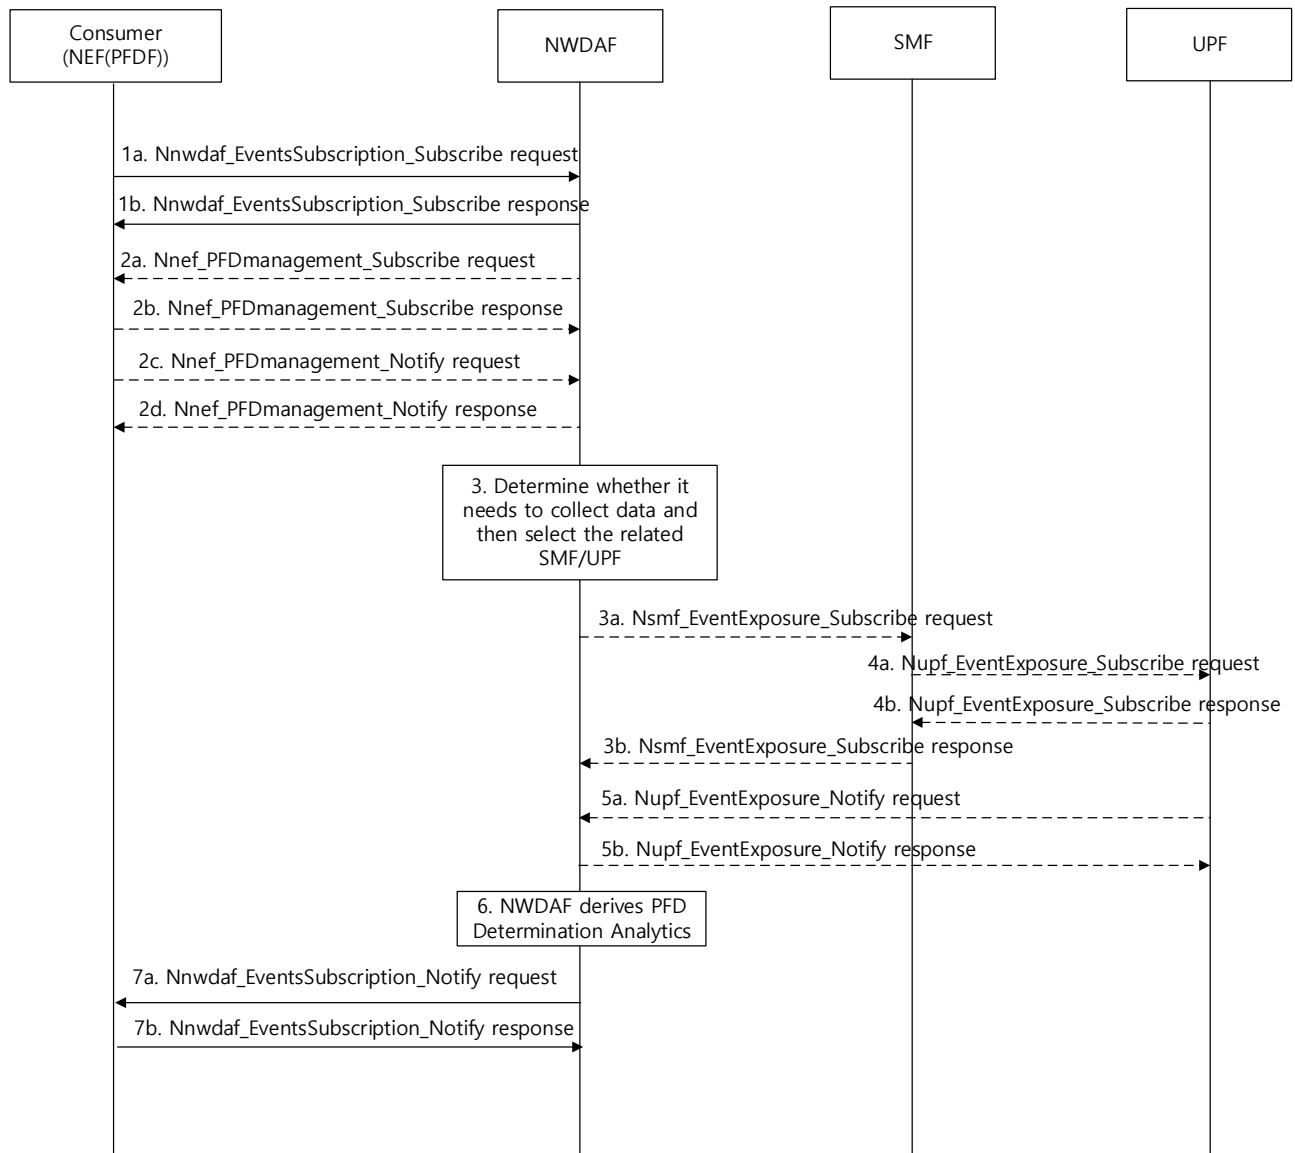 Consumer
(NEF(PFDF))
NWDAF
SMF
UPF
1a. Nnwdaf_EventsSubscription_Subscribe request
1b. Nnwdaf_EventsSubscription_Subscribe response
2a. Nnef_PFDmanagement_Subscribe request
2b. Nnef_PFDmanagement_Subscribe response
2c. Nnef_PFDmanagement_Notify request
2d. Nnef_PFDmanagement_Notify response
3. Determine whether it
needs to collect data and
then select the related
SMF/UPF
3a. Nsmf_EventExposure_Subscribe request
4a. Nupf_EventExposure_Subscribe request
4b. Nupf_EventExposure_Subscribe response
3b. Nsmf_EventExposure_Subscribe response
5a. Nupf_EventExposure_Notify request
5b. Nupf_EventExposure_Notify response
6. NWDAF derives PFD
Determination Analytics
7a. Nnwdaf_EventsSubscription_Notify request
7b. Nnwdaf_EventsSubscription_Notify response